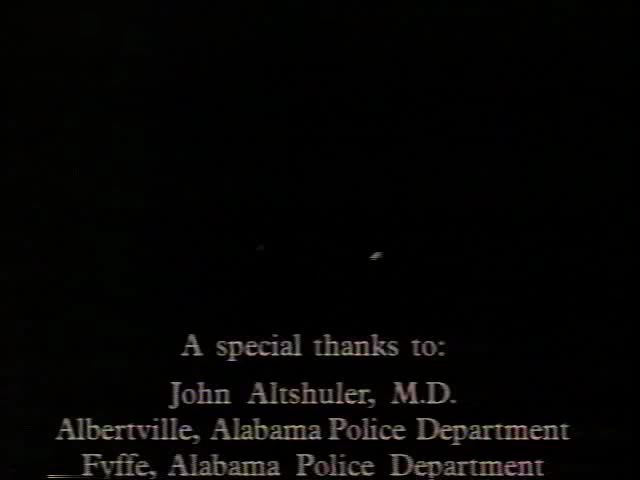 A special thanks to:
John Altshuler, M.D.
Albertville, Alabama Police Department
Fyffe, Alabama Police Department